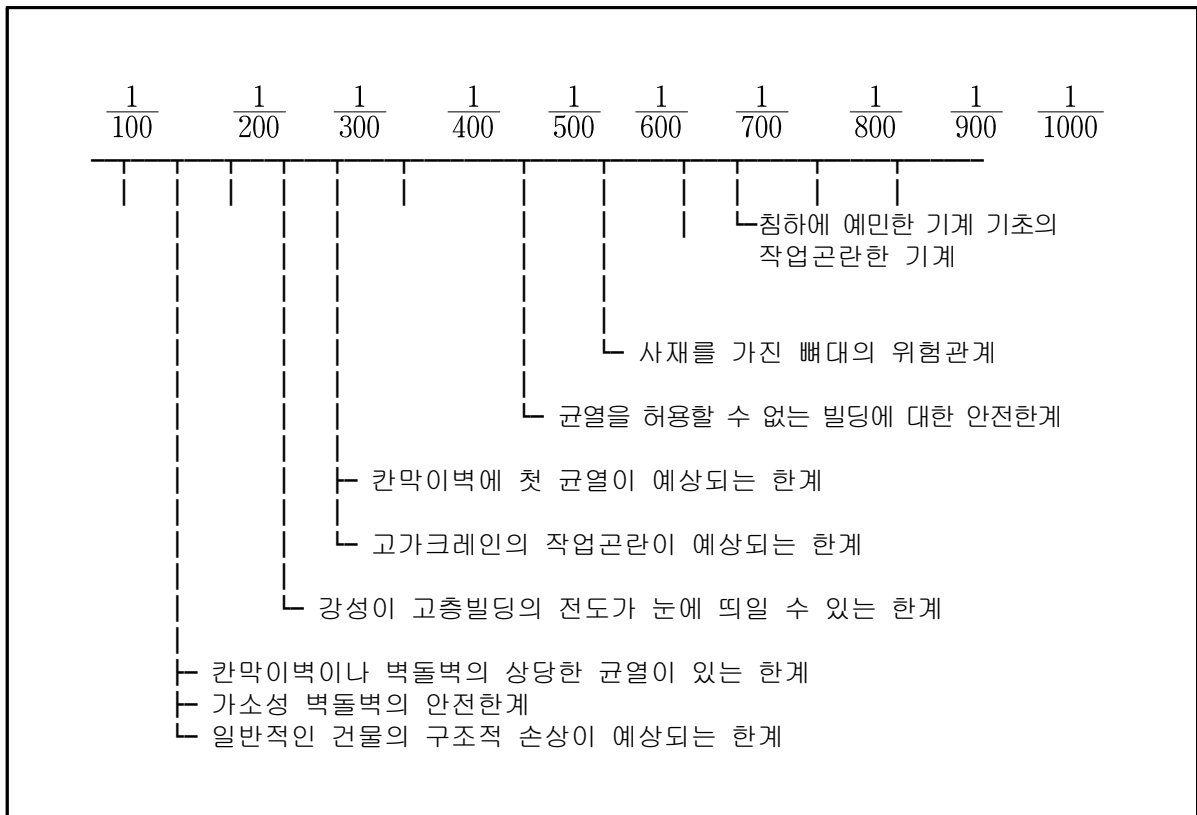 1/100 1/200 1/300 1/400 1/500 1/600 1/700 1/800 1/900 1/1000
침하에 예민한 기계 기초의
작업곤란한 기계
사재를 가진 뼈대의 위험관계
균열을 허용할 수 없는 빌딩에 대한 안전한계
칸막이벽에 첫 균열이 예상되는 한계
고가크레인의 작업곤란이 예상되는 한계
강성이 고층빌딩의 전도가 눈에 띄일 수 있는 한계
칸막이벽이나 벽돌벽의 상당한 균열이 있는 한계
가소성 벽돌벽의 안전한계
일반적인 건물의 구조적 손상이 예상되는 한계